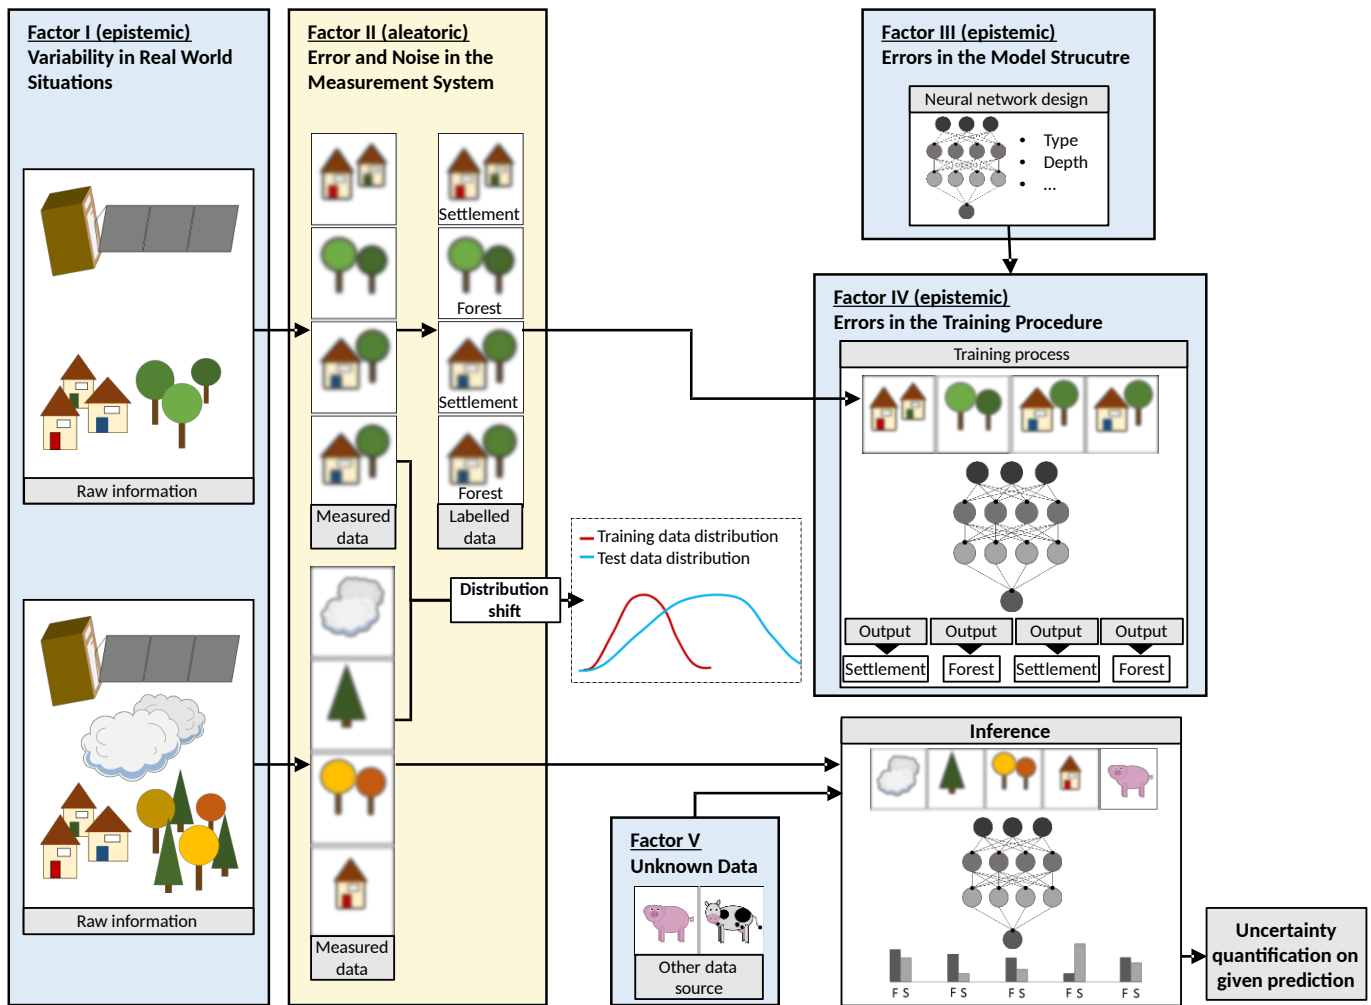 Factor I (epistemic)
Variability in Real World
Situations
Raw information
Raw information
Factor II (aleatoric)
Error and Noise in the
Measurement System
Settlement
Forest
Settlement
Forest
Measured
data
Labelled
data
Distribution
shift
Measured
data
Training data distribution
Test data distribution
Factor III (epistemic)
Errors in the Model Strucutre
Neural network design
• Type
• Depth
• ...
Factor IV (epistemic)
Errors in the Training Procedure
Training process
Output Output Output Output
Settlement Forest Settlement Forest
Factor V
Unknown Data
Other data
source
Inference
F S F S F S F S F S
Uncertainty
quantification on
given prediction